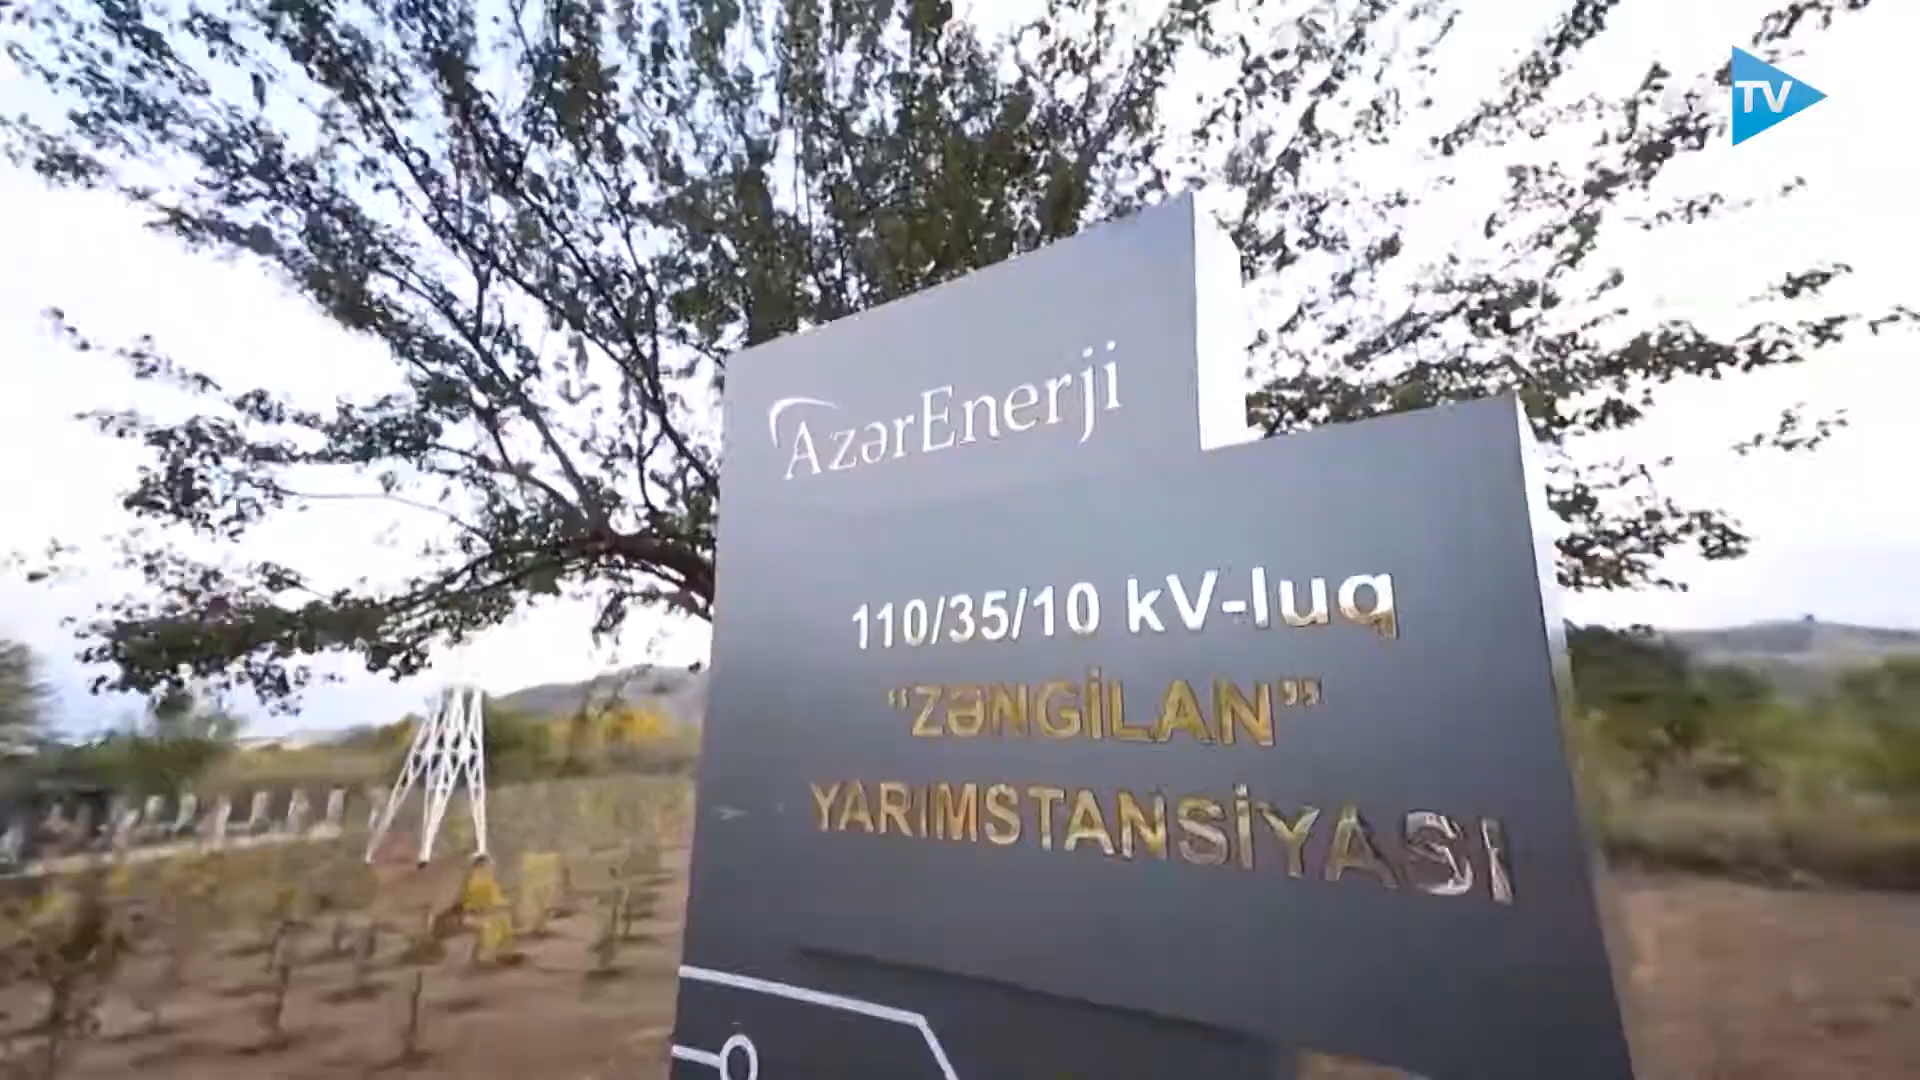 TV
AzərEnerji
110/35/10 kV-luq
“ZƏNGİLAN”
YARIMSTANSİYASI